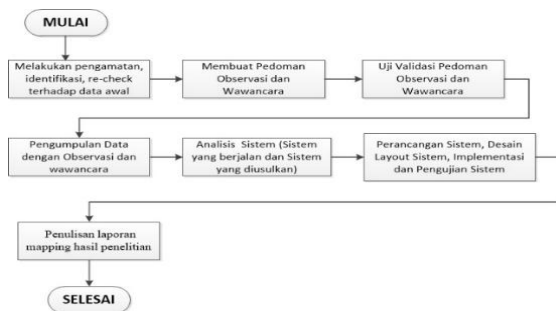 MULAI
Melakukan pengamatan,
identifikasi, re-check
terhadap data awal
Membuat Pedoman
Observasi dan
Wawancara
Uji Validasi Pedoman
Observasi dan
Wawancara
Pengumpulan Data
dengan Observasi dan
wawancara
Analisis Sistem (Sistem
yang berjalan dan Sistem
yang diusulkan)
Perancangan Sistem, Desain
Layout Sistem, Implementasi
dan Pengujian Sistem
Penulisan laporan
mapping hasil penelitian
SELESAI